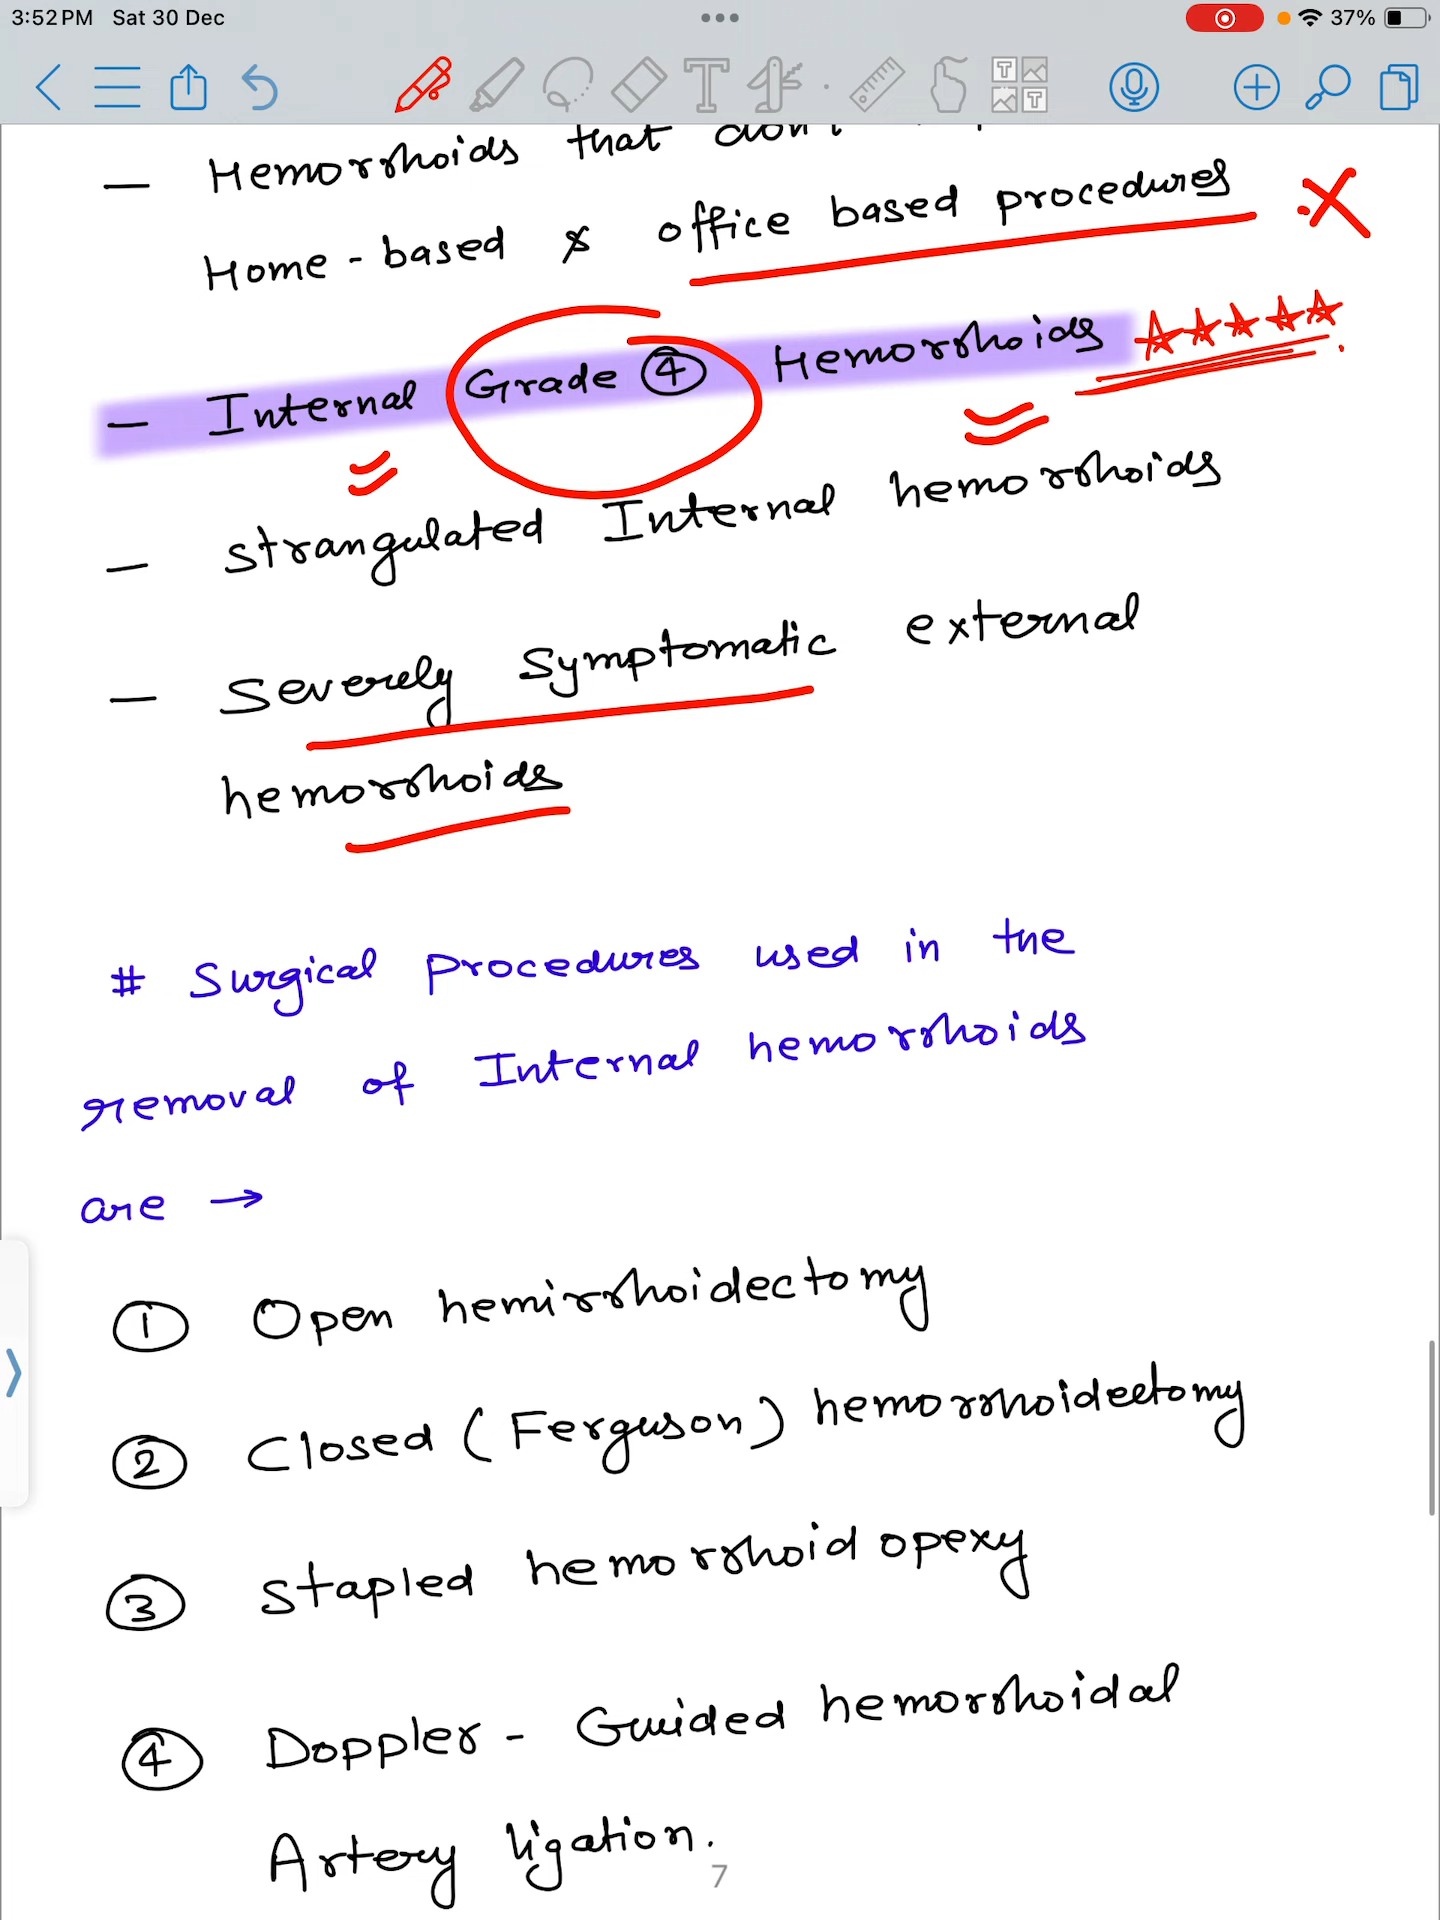 3:52 PM Sat 30 Dec 37%
— Hemorrhoids that don't
Home-based & office based procedures
— Internal Grade 4 Hemorrhoids
— Strangulated Internal hemorrhoids
— Severely Symptomatic external
hemorrhoids
# Surgical Procedures used in the
removal of Internal hemorrhoids
are →
1 Open hemirrhoidectomy
2 Closed (Ferguson) hemorrhoidectomy
3 Stapled hemorrhoidopexy
4 Doppler - Guided hemorrhoidal
Artery ligation.
7